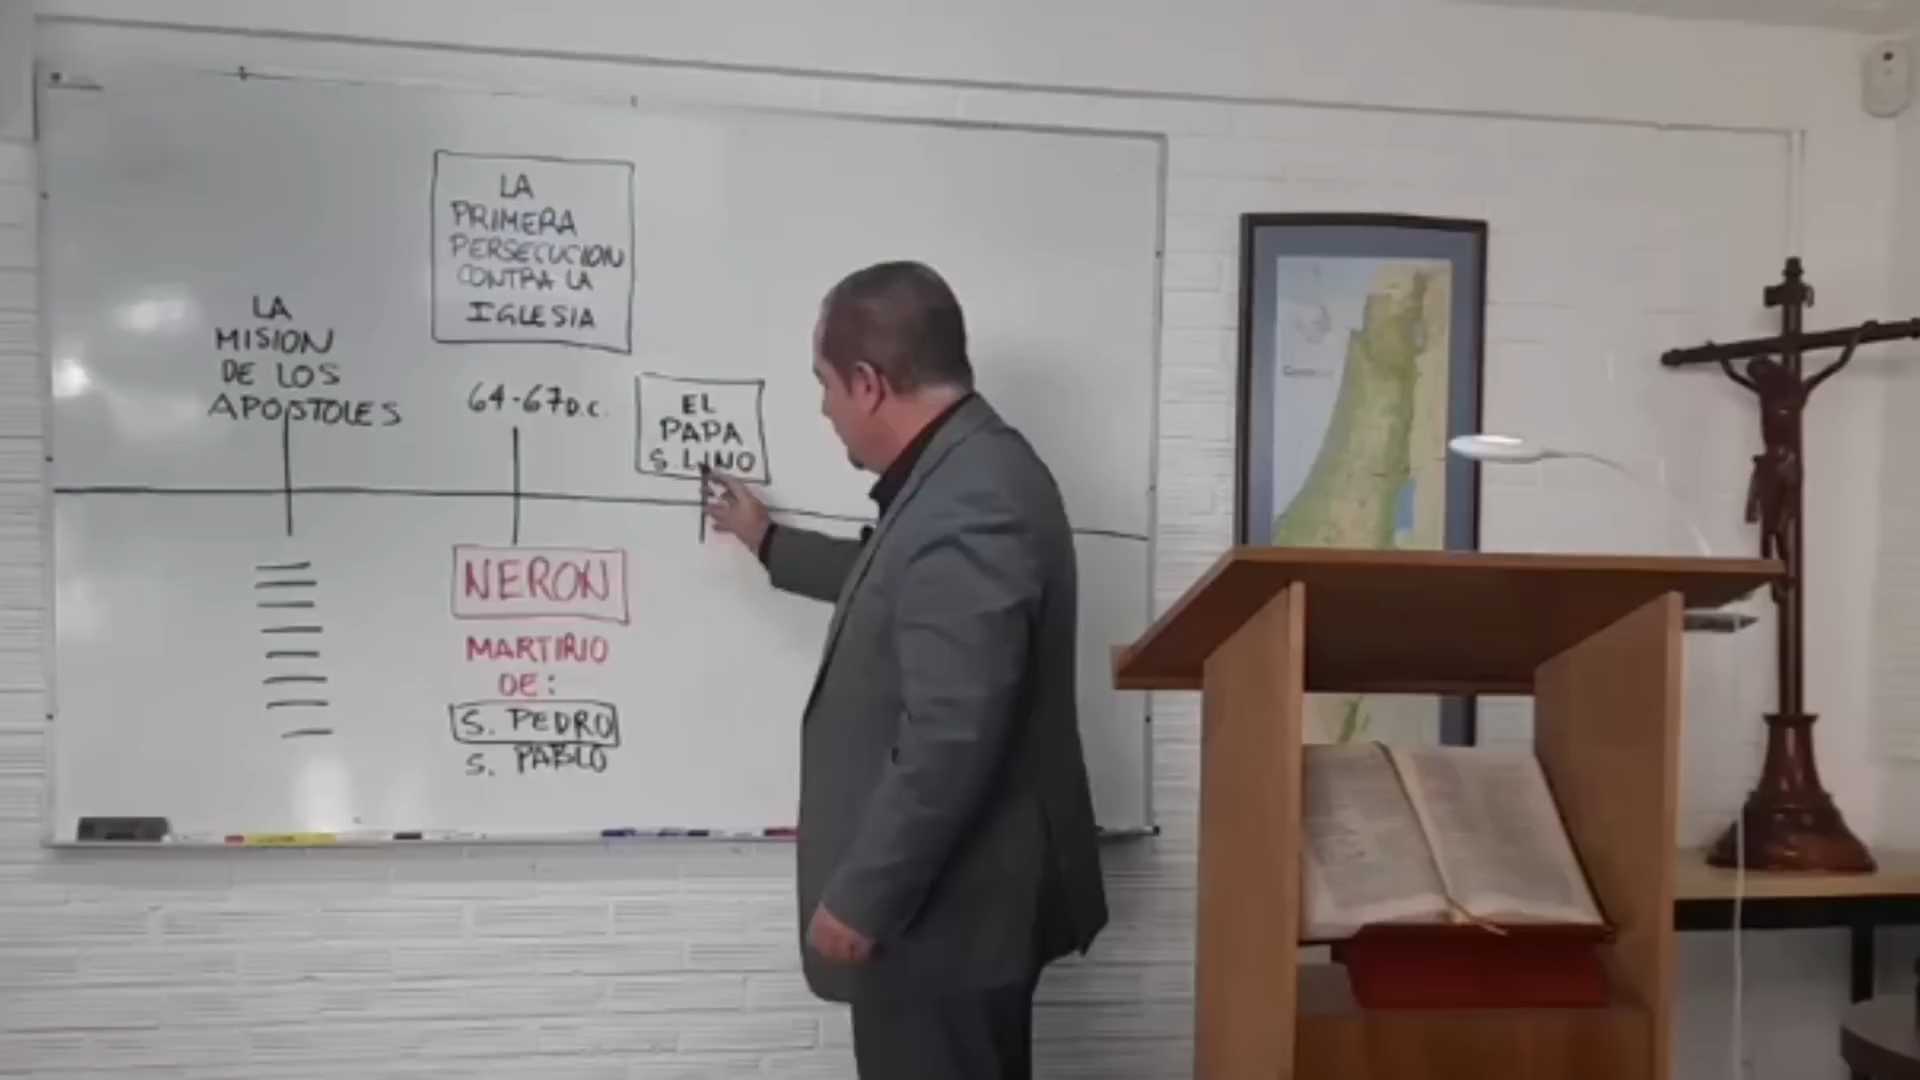 LA
MISION
DE LOS
APOSTOLES
LA
PRIMERA
PERSECUCION
CONTRA LA
IGLESIA
64-67 D.C.
NERON
MARTIRIO
DE:
S. PEDRO
S. PABLO
EL
PAPA
S. LINO